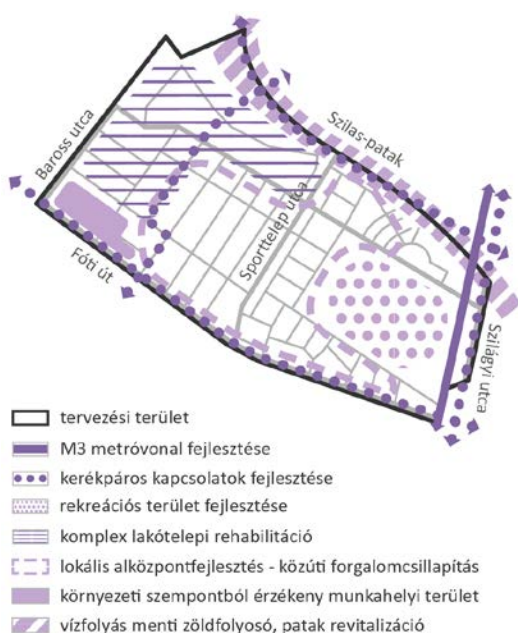 Szilas-patak
Baross utca
Sporttelep utca
Fóti út
Szilágyi utca
tervezési terület
M3 metróvonal fejlesztése
kerékpáros kapcsolatok fejlesztése
rekreációs terület fejlesztése
komplex lakótelepi rehabilitáció
lokális alközpontfejlesztés - közúti forgalomcsillapítás
környezeti szempontból érzékeny munkahelyi terület
vízfolyás menti zöldfolyosó, patak revitalizáció